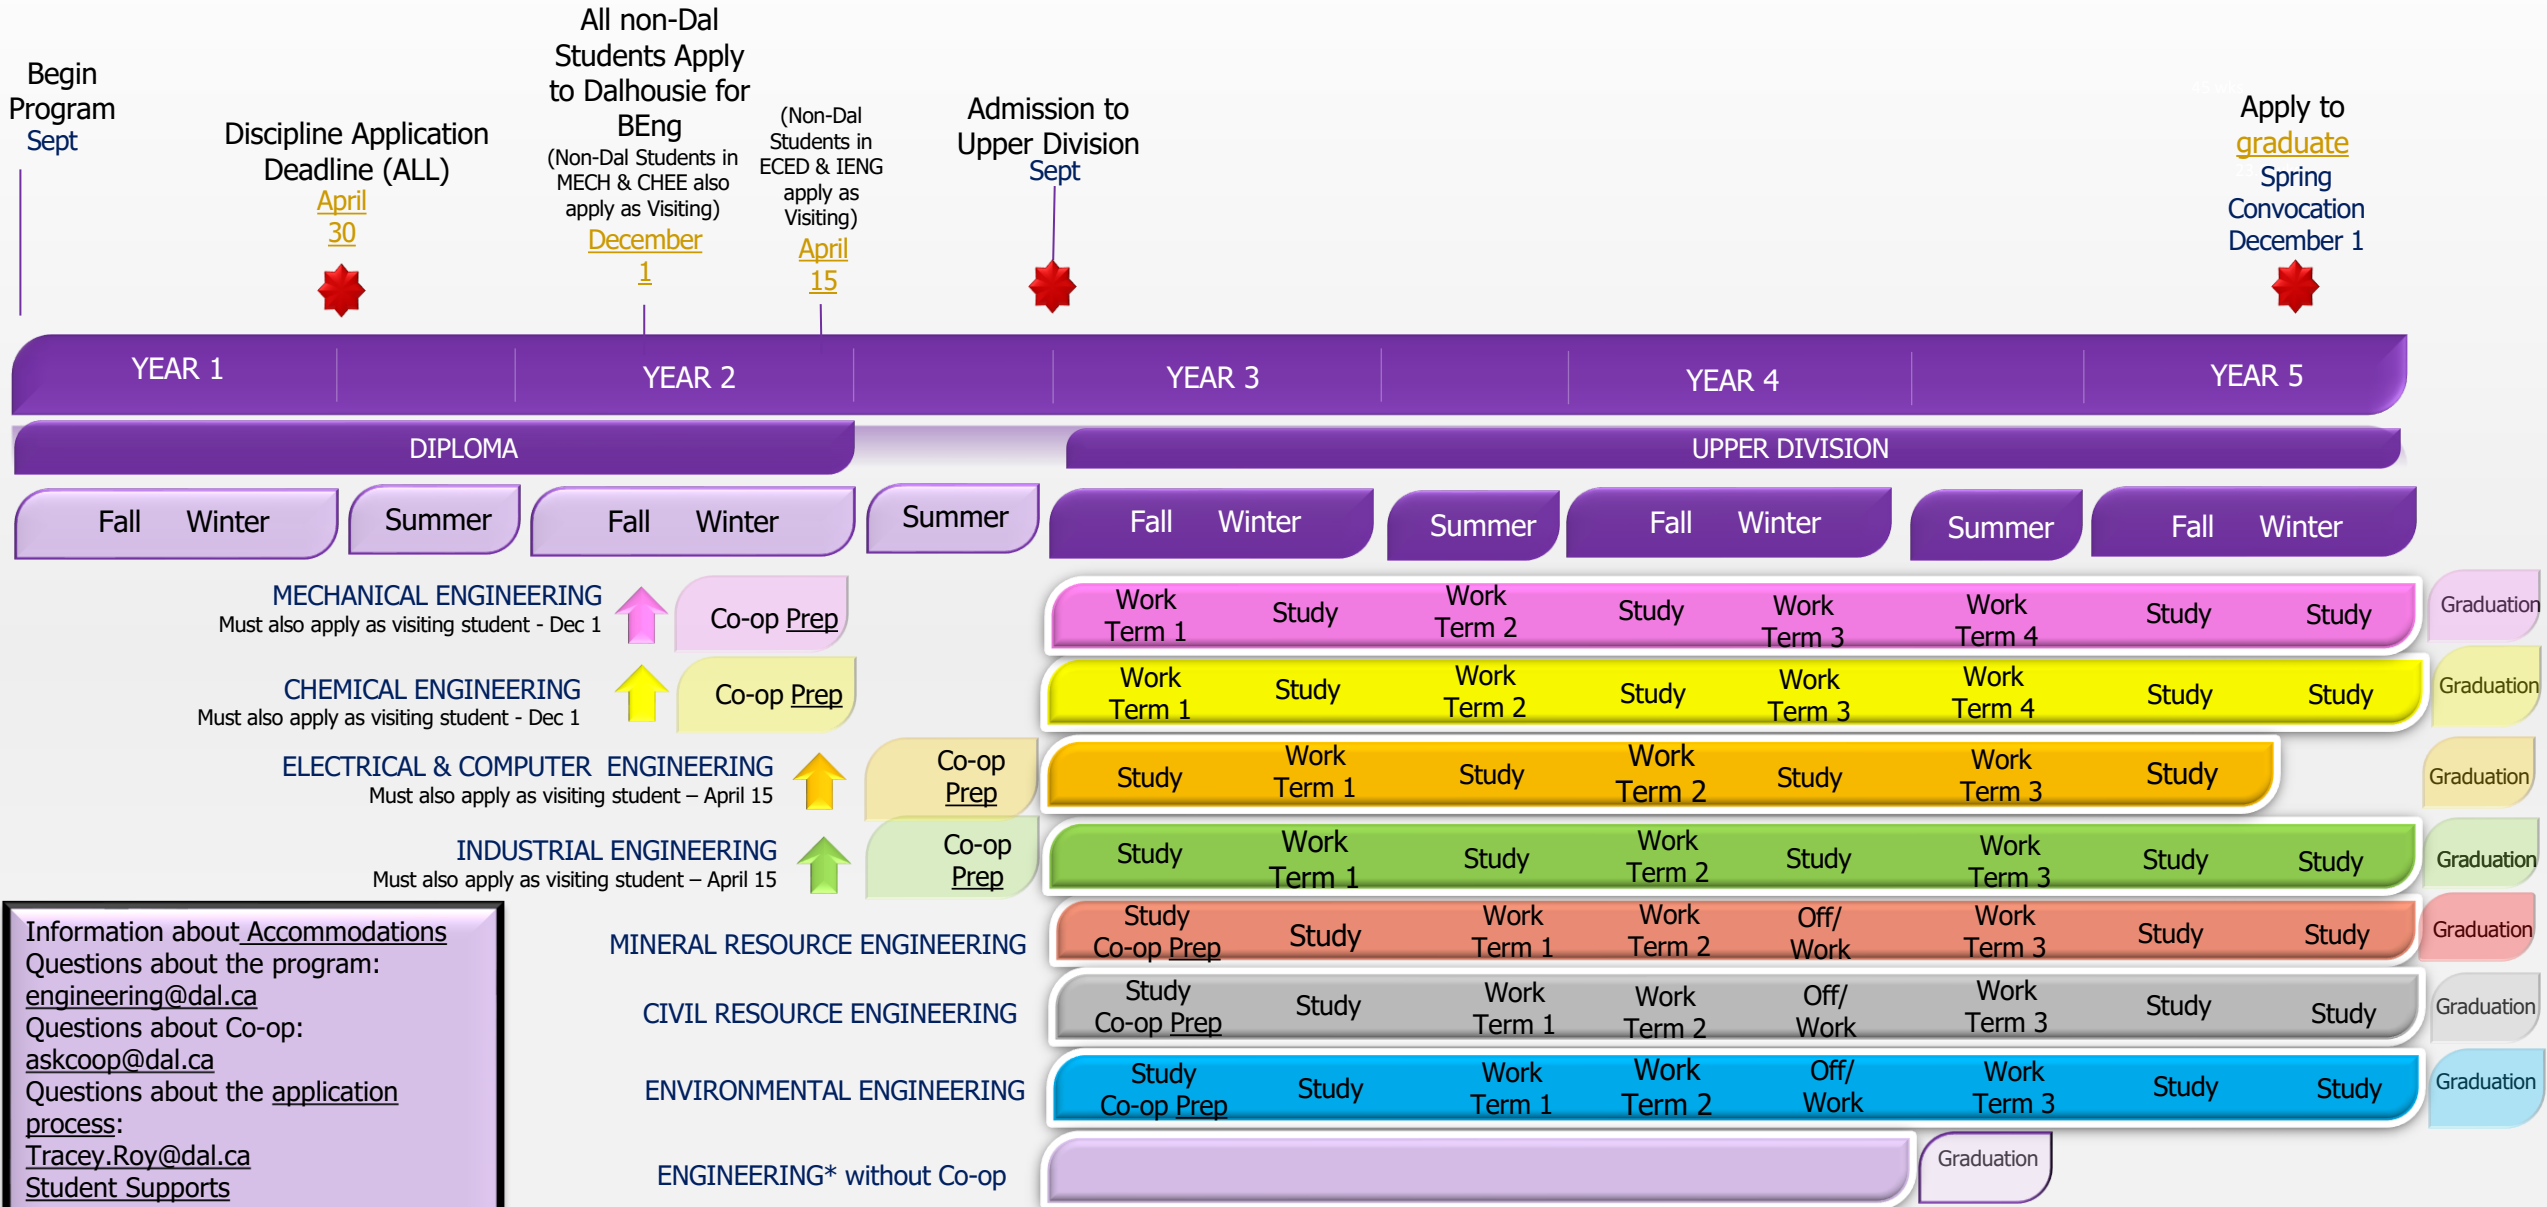 Begin
Program
Sept
Discipline Application
Deadline (ALL)
April
30
All non-Dal
Students Apply
to Dalhousie for
BEng
(Non-Dal Students in
MECH & CHEE also
apply as Visiting)
December
1
(Non-Dal
Students in
ECED & IENG
apply as
Visiting)
April
15
Admission to
Upper Division
Sept
Apply to
graduate
Spring
Convocation
December 1
YEAR 1
YEAR 2
YEAR 3
YEAR 4
YEAR 5
DIPLOMA
UPPER DIVISION
Fall Winter
Summer
Fall Winter
Summer
Fall Winter
Summer
Fall Winter
Summer
Fall Winter
MECHANICAL ENGINEERING
Must also apply as visiting student - Dec 1
Co-op Prep
Work
Term 1
Study
Work
Term 2
Study
Work
Term 3
Work
Term 4
Study
Study
Graduation
CHEMICAL ENGINEERING
Must also apply as visiting student - Dec 1
Co-op Prep
Work
Term 1
Study
Work
Term 2
Study
Work
Term 3
Work
Term 4
Study
Study
Graduation
ELECTRICAL & COMPUTER ENGINEERING
Must also apply as visiting student – April 15
Co-op
Prep
Study
Work
Term 1
Study
Work
Term 2
Study
Work
Term 3
Study
Graduation
INDUSTRIAL ENGINEERING
Must also apply as visiting student – April 15
Co-op
Prep
Study
Work
Term 1
Study
Work
Term 2
Study
Work
Term 3
Study
Study
Graduation
MINERAL RESOURCE ENGINEERING
Study
Co-op Prep
Study
Work
Term 1
Work
Term 2
Off/
Work
Work
Term 3
Study
Study
Graduation
CIVIL RESOURCE ENGINEERING
Study
Co-op Prep
Study
Work
Term 1
Work
Term 2
Off/
Work
Work
Term 3
Study
Study
Graduation
ENVIRONMENTAL ENGINEERING
Study
Co-op Prep
Study
Work
Term 1
Work
Term 2
Off/
Work
Work
Term 3
Study
Study
Graduation
ENGINEERING* without Co-op
Graduation
Information about Accommodations
Questions about the program:
engineering@dal.ca
Questions about Co-op:
askcoop@dal.ca
Questions about the application
process:
Tracey.Roy@dal.ca
Student Supports